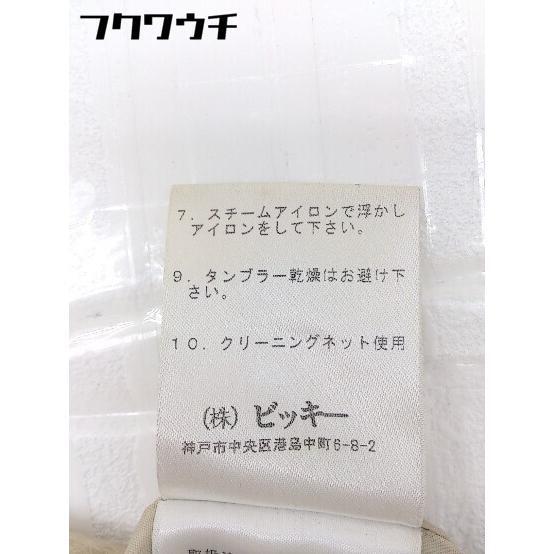 フクワウチ
7. スチームアイロンで浮かし
アイロンをして下さい。
9. タンブラー乾燥はお避け下
さい。
10. クリーニングネット使用
(株) ビッキー
神戸市中央区港島中町6-8-2